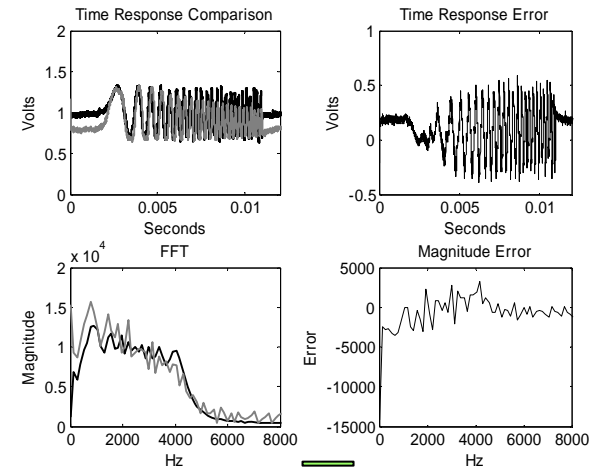 Time Response Comparison
2
1.5
1
0.5
0
Volts
0
0.005
0.01
Seconds
Time Response Error
1
0.5
0
-0.5
Volts
0
0.005
0.01
Seconds
FFT
x 10^4
2
1.5
1
0.5
0
Magnitude
0 2000 4000 6000 8000
Hz
Magnitude Error
5000
0
-5000
-10000
-15000
Error
0 2000 4000 6000 8000
Hz